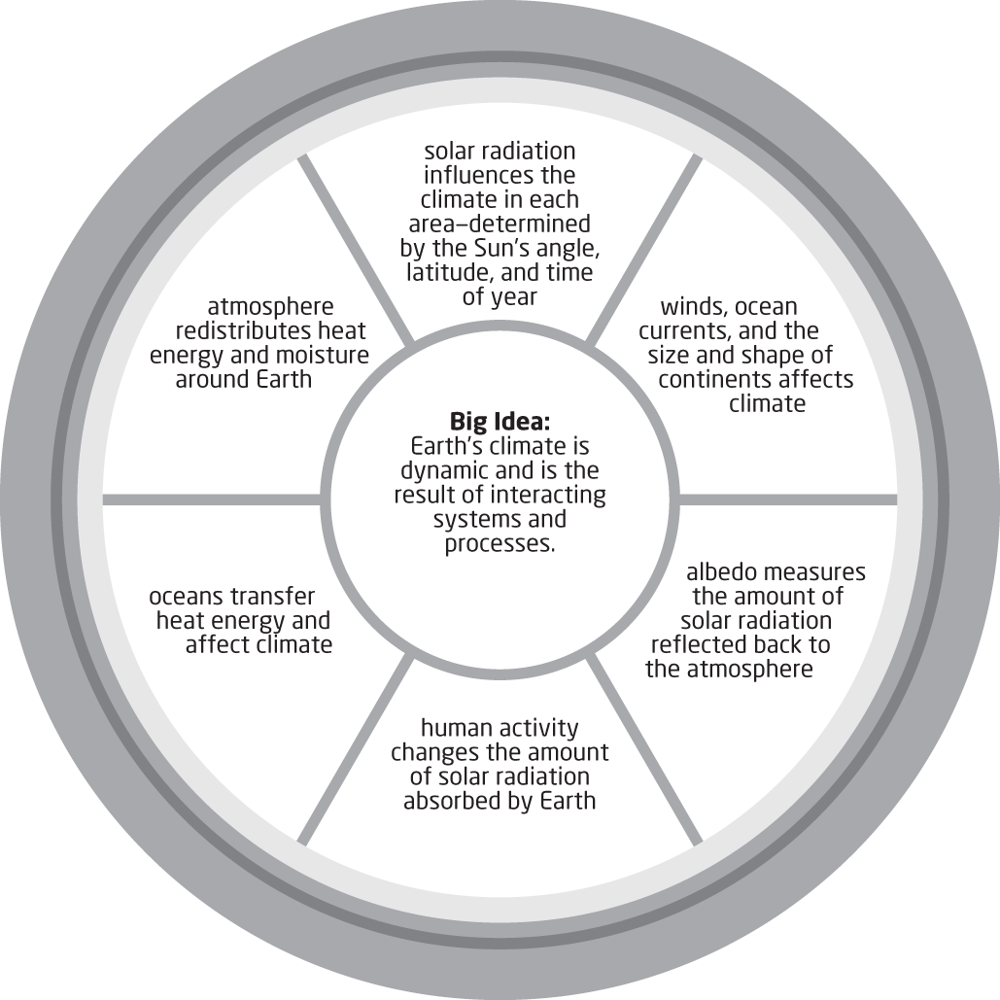 solar radiation
influences the
climate in each
area—determined
by the Sun's angle,
latitude, and time
of year
winds, ocean
currents, and the
size and shape of
continents affects
climate
albedo measures
the amount of
solar radiation
reflected back to
the atmosphere
human activity
changes the amount
of solar radiation
absorbed by Earth
oceans transfer
heat energy and
affect climate
atmosphere
redistributes heat
energy and moisture
around Earth
Big Idea:
Earth's climate is
dynamic and is the
result of interacting
systems and
processes.